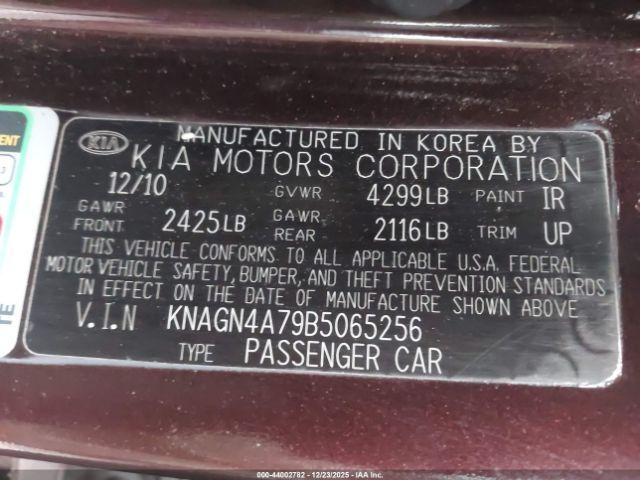 KIA
MANUFACTURED IN KOREA BY
KIA MOTORS CORPORATION
12/10 GVWR 4299LB PAINT IR
GAWR FRONT 2425LB GAWR REAR 2116LB TRIM UP
THIS VEHICLE CONFORMS TO ALL APPLICABLE U.S.A. FEDERAL
MOTOR VEHICLE SAFETY, BUMPER, AND THEFT PREVENTION STANDARDS
IN EFFECT ON THE DATE OF MANUFACTURE SHOWN ABOVE
V.I.N KNAGN4A79B5065256
TYPE PASSENGER CAR
000-44002782 - 12/23/2025 - IAAI.com